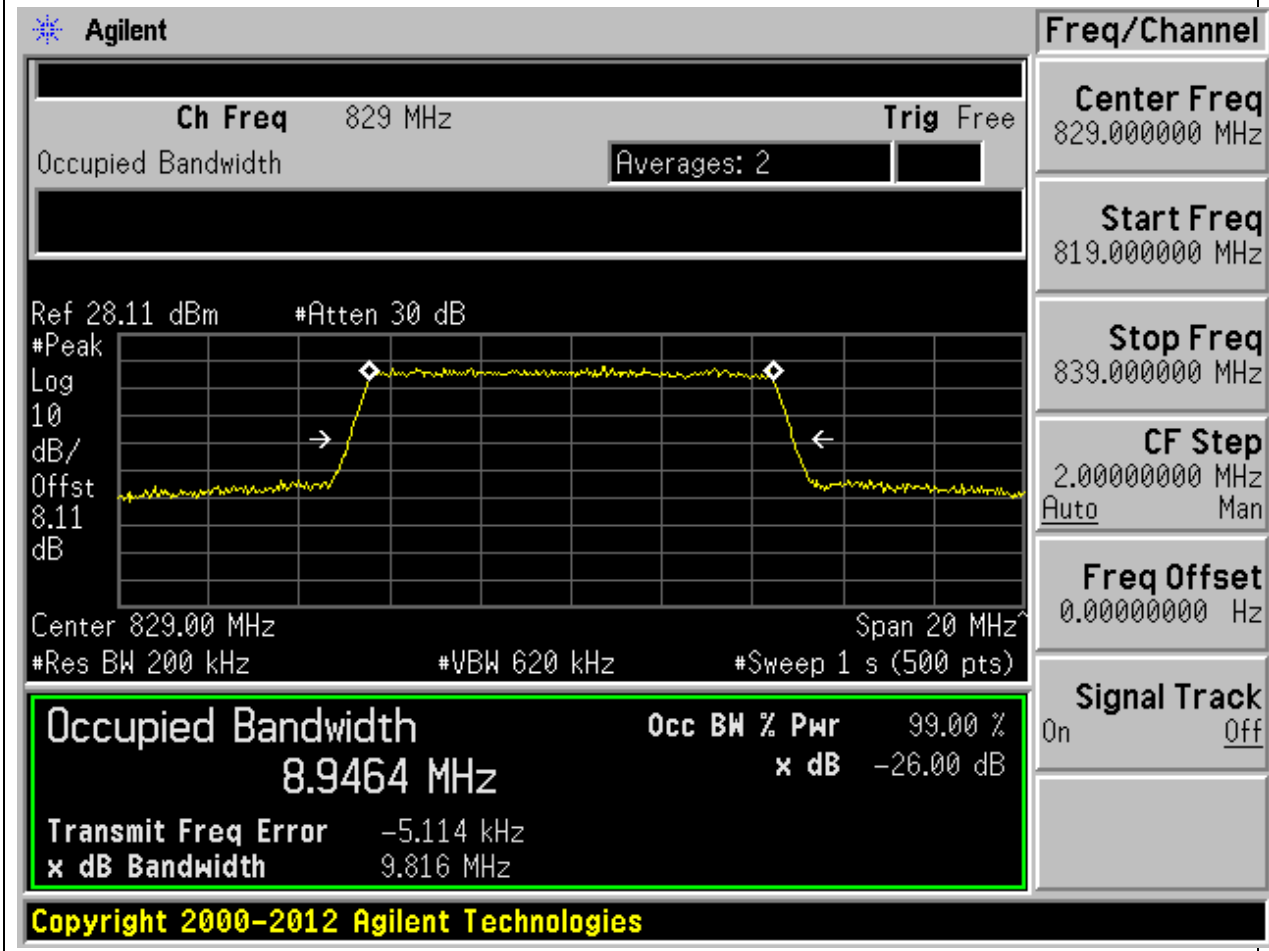 Agilent
Freq/Channel
Ch Freq 829 MHz Trig Free
Occupied Bandwidth Averages: 2
Center Freq
829.000000 MHz
Start Freq
819.000000 MHz
Stop Freq
839.000000 MHz
CF Step
2.00000000 MHz
Auto Man
Freq Offset
0.00000000 Hz
Signal Track
On Off
Ref 28.11 dBm #Atten 30 dB
#Peak
Log
10
dB/
Offst
8.11
dB
Center 829.00 MHz Span 20 MHz^
#Res BW 200 kHz #VBW 620 kHz #Sweep 1 s (500 pts)
Occupied Bandwidth Occ BW % Pwr 99.00 %
8.9464 MHz x dB -26.00 dB
Transmit Freq Error -5.114 kHz
x dB Bandwidth 9.816 MHz
Copyright 2000-2012 Agilent Technologies